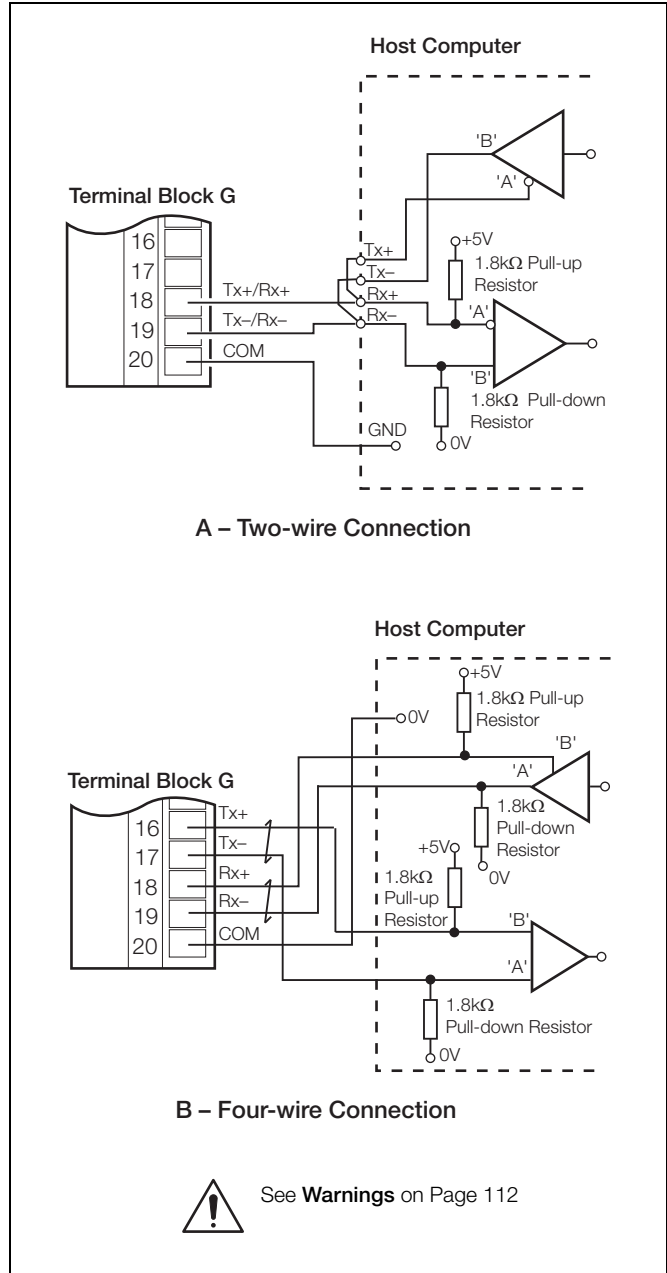 Host Computer
'B'
'A'
Terminal Block G
16
17
18
19
20
Tx+/Rx+
Tx–/Rx–
COM
Tx+
Tx–
Rx+
Rx–
GND
+5V
1.8kΩ Pull-up
Resistor
'A'
'B'
1.8kΩ Pull-down
Resistor
0V
A – Two-wire Connection
Host Computer
+5V
1.8kΩ Pull-up
Resistor
0V
'B'
'A'
Terminal Block G
16
17
18
19
20
Tx+
Tx–
Rx+
Rx–
COM
1.8kΩ
Pull-down
Resistor
0V
+5V
1.8kΩ
Pull-up
Resistor
'B'
'A'
1.8kΩ
Pull-down Resistor
0V
B – Four-wire Connection
See Warnings on Page 112